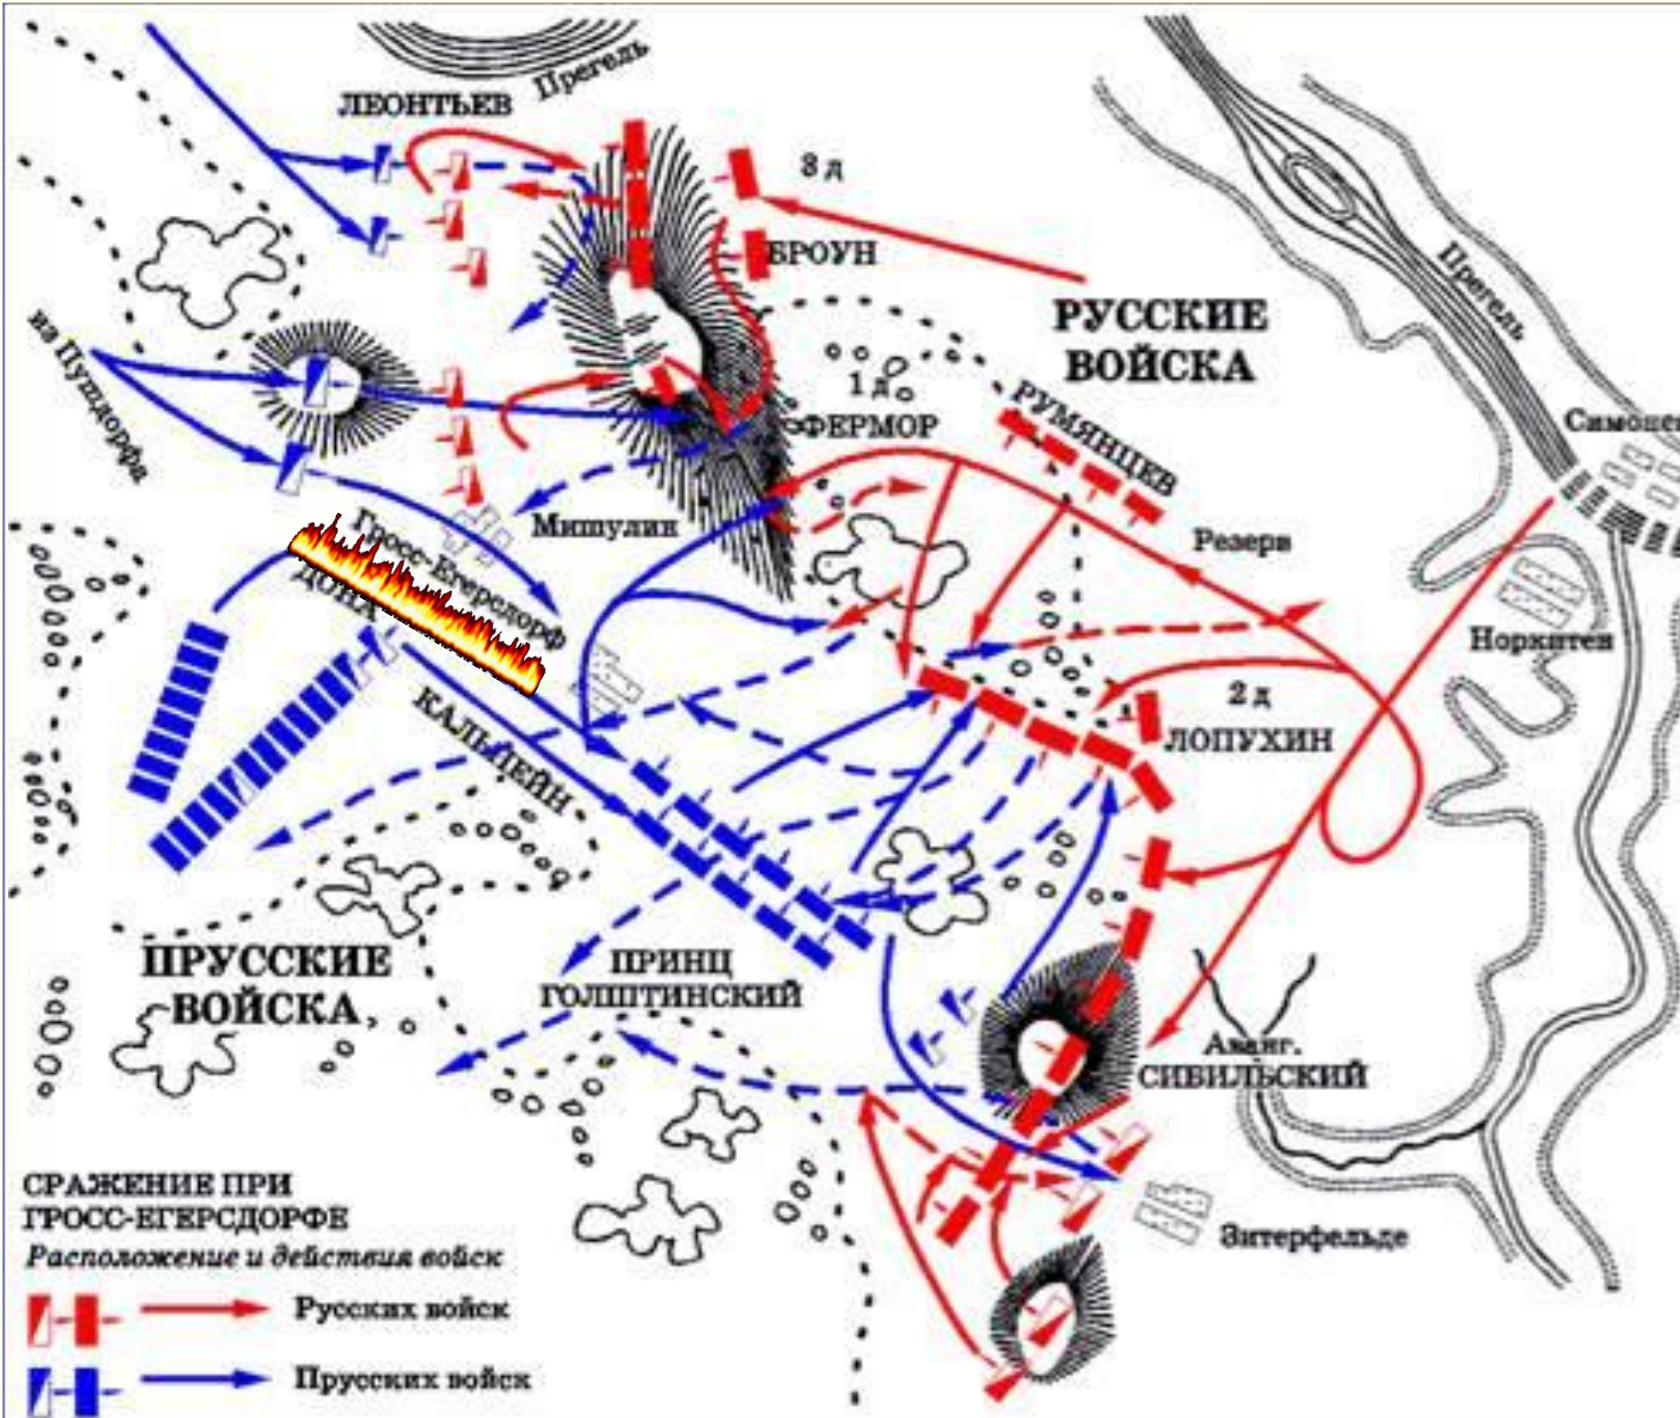 Прегель
ЛЕОНТЬЕВ
3 д
БРОУН
Прегель
РУССКИЕ
ВОЙСКА
из Пушдорфа
1 д
РУМЯНЦЕВ
ФЕРМОР
Мишулин
Резерв
Гросс-Егерсдорф
ДОНА
Норкитен
КАЛЬНЕЙН
2 д
ЛОПУХИН
ПРУССКИЕ
ВОЙСКА
ПРИНЦ
ГОЛШТИНСКИЙ
Аванг.
СИБИЛЬСКИЙ
Зитерфельде
СРАЖЕНИЕ ПРИ
ГРОСС-ЕГЕРСДОРФЕ
Расположение и действия войск
Русских войск
Прусских войск